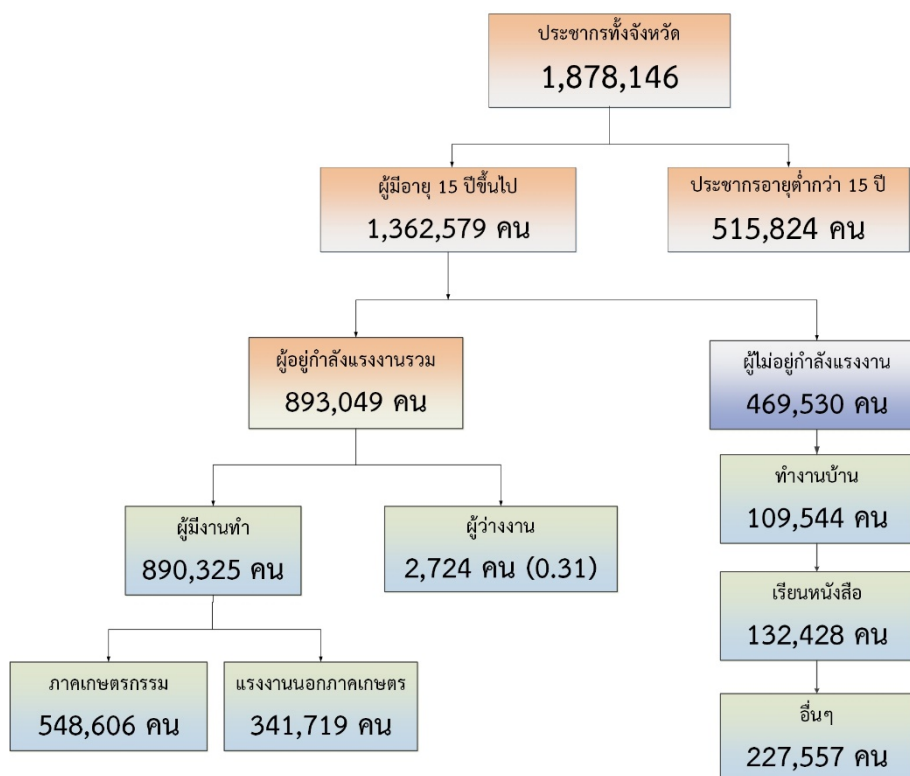 ประชากรทั้งจังหวัด
1,878,146
ผู้มีอายุ 15 ปีขึ้นไป
1,362,579 คน
ประชากรอายุต่ำกว่า 15 ปี
515,824 คน
ผู้อยู่กำลังแรงงานรวม
893,049 คน
ผู้ไม่อยู่กำลังแรงงาน
469,530 คน
ผู้มีงานทำ
890,325 คน
ผู้ว่างงาน
2,724 คน (0.31)
ภาคเกษตรกรรม
548,606 คน
แรงงานนอกภาคเกษตร
341,719 คน
ทำงานบ้าน
109,544 คน
เรียนหนังสือ
132,428 คน
อื่นๆ
227,557 คน